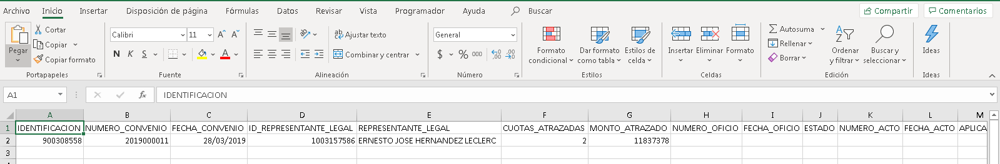 Archivo Inicio Insertar Disposición de página Fórmulas Datos Revisar Vista Programador Ayuda Buscar Compartir Comentarios
Cortar Calibri 11 A A ab Ajustar texto General Autosuma A Z
Pegar Copiar N K S A $ % 000 Formato condicional Dar formato como tabla Estilos de celda Insertar Eliminar Formato Rellenar Ordenar y filtrar Buscar y seleccionar Ideas
Copiar formato Combinar y centrar Borrar
Portapapeles Fuente Alineación Número Estilos Celdas Edición Ideas
A1 fx IDENTIFICACION
A B C D E F G H I J K L M
1 IDENTIFICACION NUMERO_CONVENIO FECHA_CONVENIO ID_REPRESENTANTE_LEGAL REPRESENTANTE_LEGAL CUOTAS_ATRAZADAS MONTO_ATRAZADO NUMERO_OFICIO FECHA_OFICIO ESTADO NUMERO_ACTO FECHA_ACTO APLICA
2 900308558 2019000011 28/03/2019 1003157586 ERNESTO JOSE HERNANDEZ LECLERC 2 11837378
3